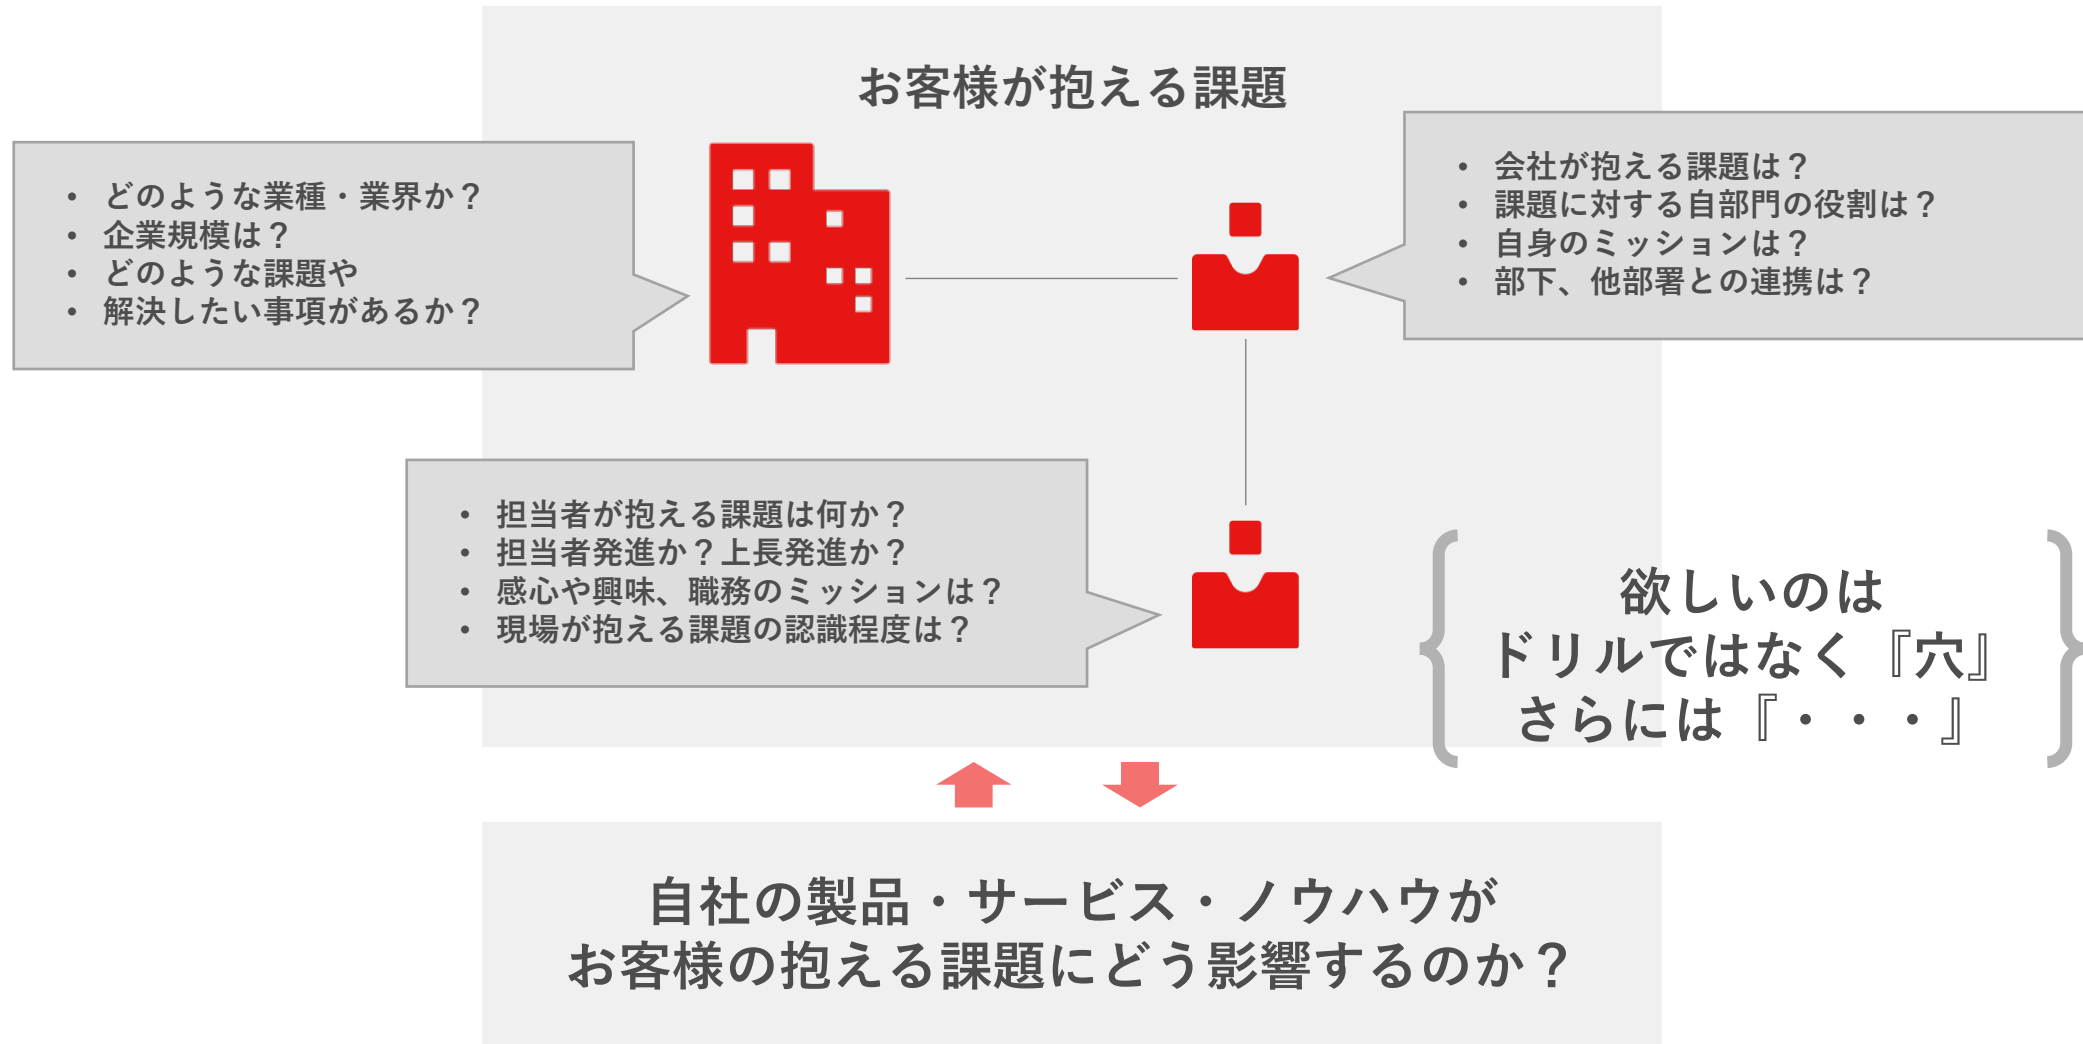 お客様が抱える課題
• どのような業種・業界か？
• 企業規模は？
• どのような課題や
• 解決したい事項があるか？
• 会社が抱える課題は？
• 課題に対する自部門の役割は？
• 自身のミッションは？
• 部下、他部署との連携は？
• 担当者が抱える課題は何か？
• 担当者発進か？上長発進か？
• 感心や興味、職務のミッションは？
• 現場が抱える課題の認識程度は？
欲しいのは
ドリルではなく『穴』
さらには『・・・』
自社の製品・サービス・ノウハウが
お客様の抱える課題にどう影響するのか？